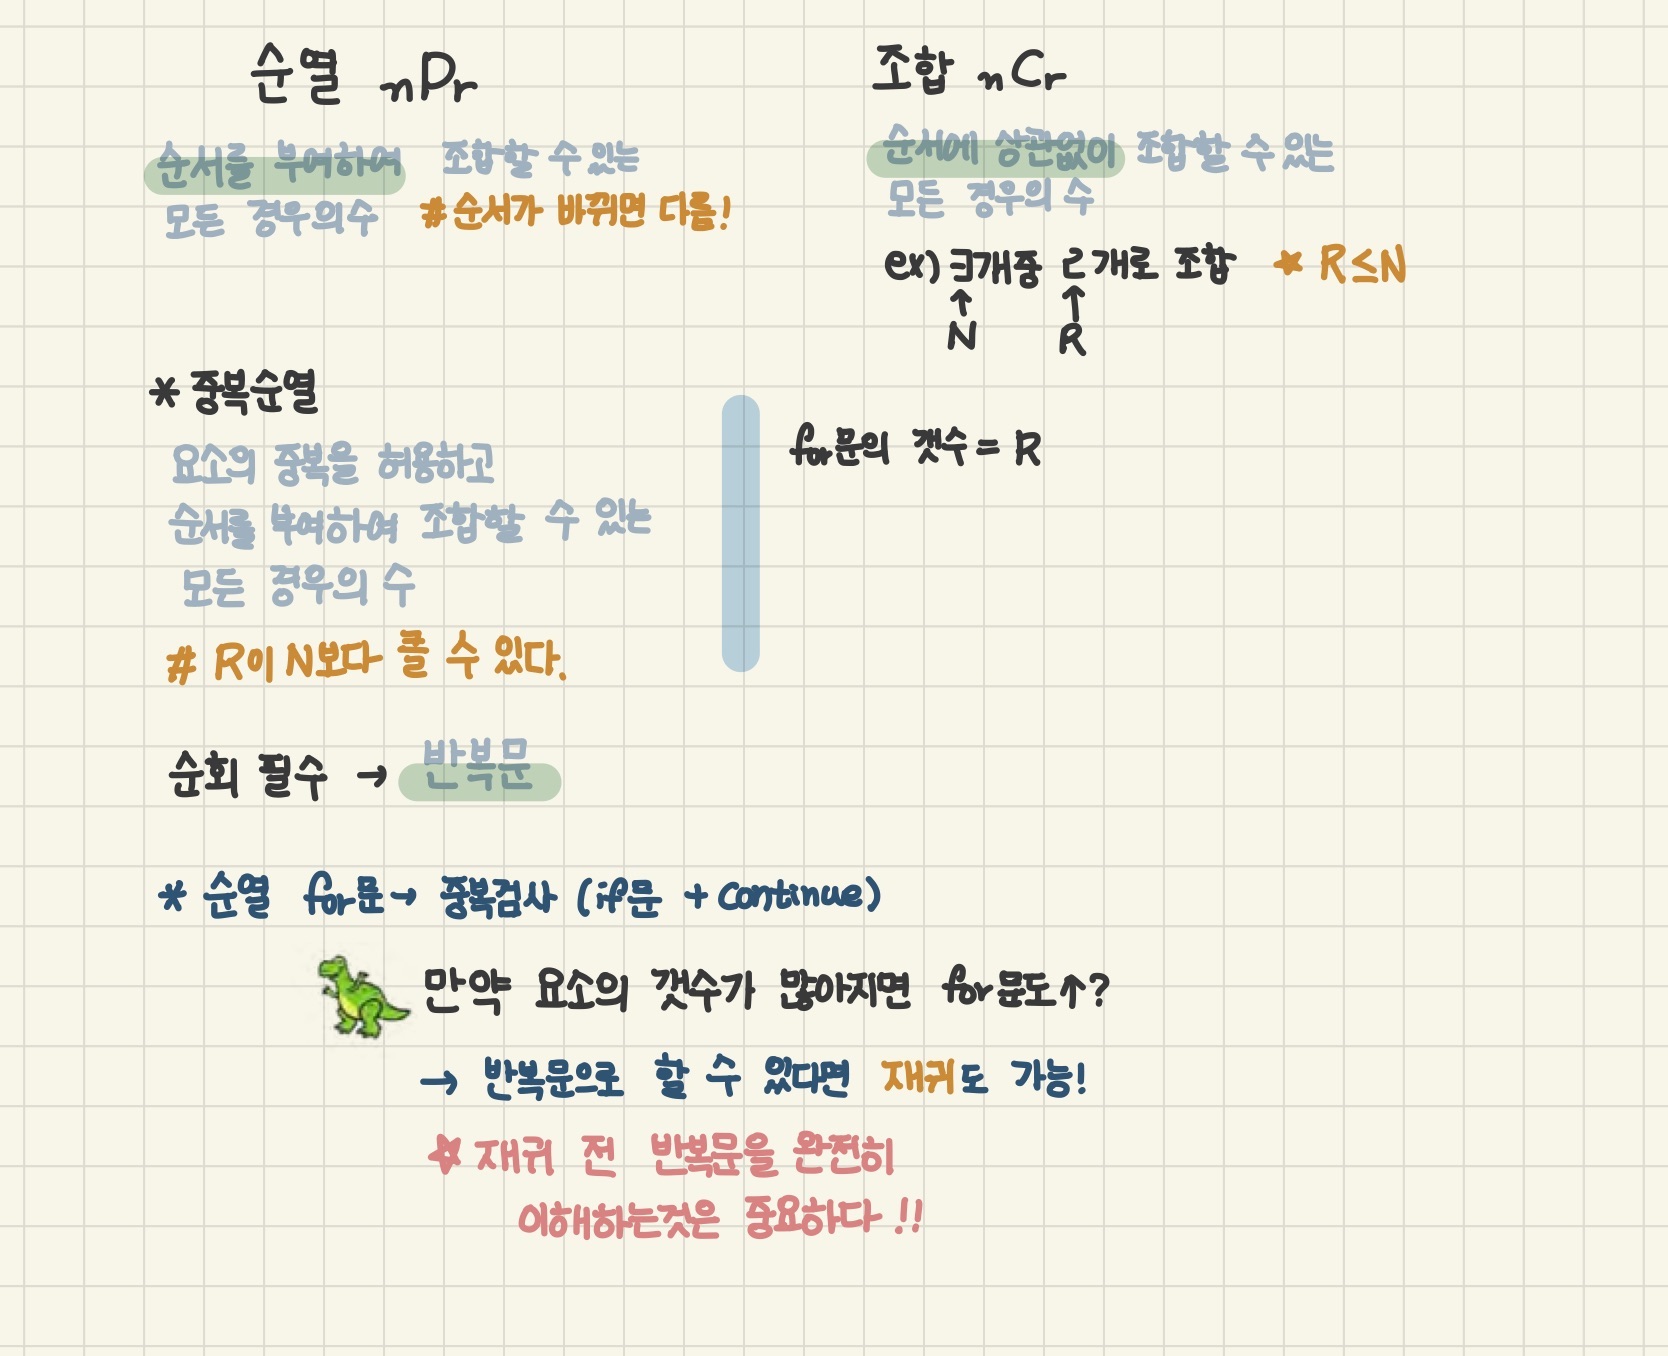 순열 nPr
순서를 부여하여 조합할 수 있는
모든 경우의수 # 순서가 바뀌면 다름!
조합 nCr
순서에 상관없이 조합할 수 있는
모든 경우의 수
ex) 3개중 2개로 조합 ★ R≤N
↑ ↑
N R
* 중복순열
요소의 중복을 허용하고
순서를 부여하여 조합할 수 있는
모든 경우의 수
# R이 N보다 클 수 있다.
for문의 갯수 = R
순회 필수 → 반복문
* 순열 for문 → 중복검사 (if문 + continue)
만약 요소의 갯수가 많아지면 for문도↑?
→ 반복문으로 할 수 있다면 재귀도 가능!
☆ 재귀 전 반복문을 완전히
이해하는것은 중요하다 !!